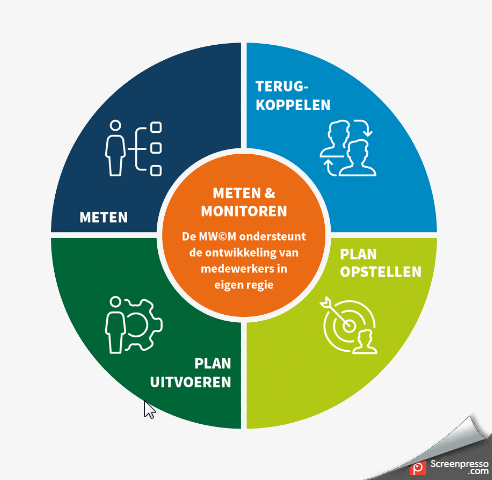 TERUG-
KOPPELEN
METEN
METEN &
MONITOREN
De MW©M ondersteunt
de ontwikkeling van
medewerkers in
eigen regie
PLAN
OPSTELLEN
PLAN
UITVOEREN
Screenpresso
.com